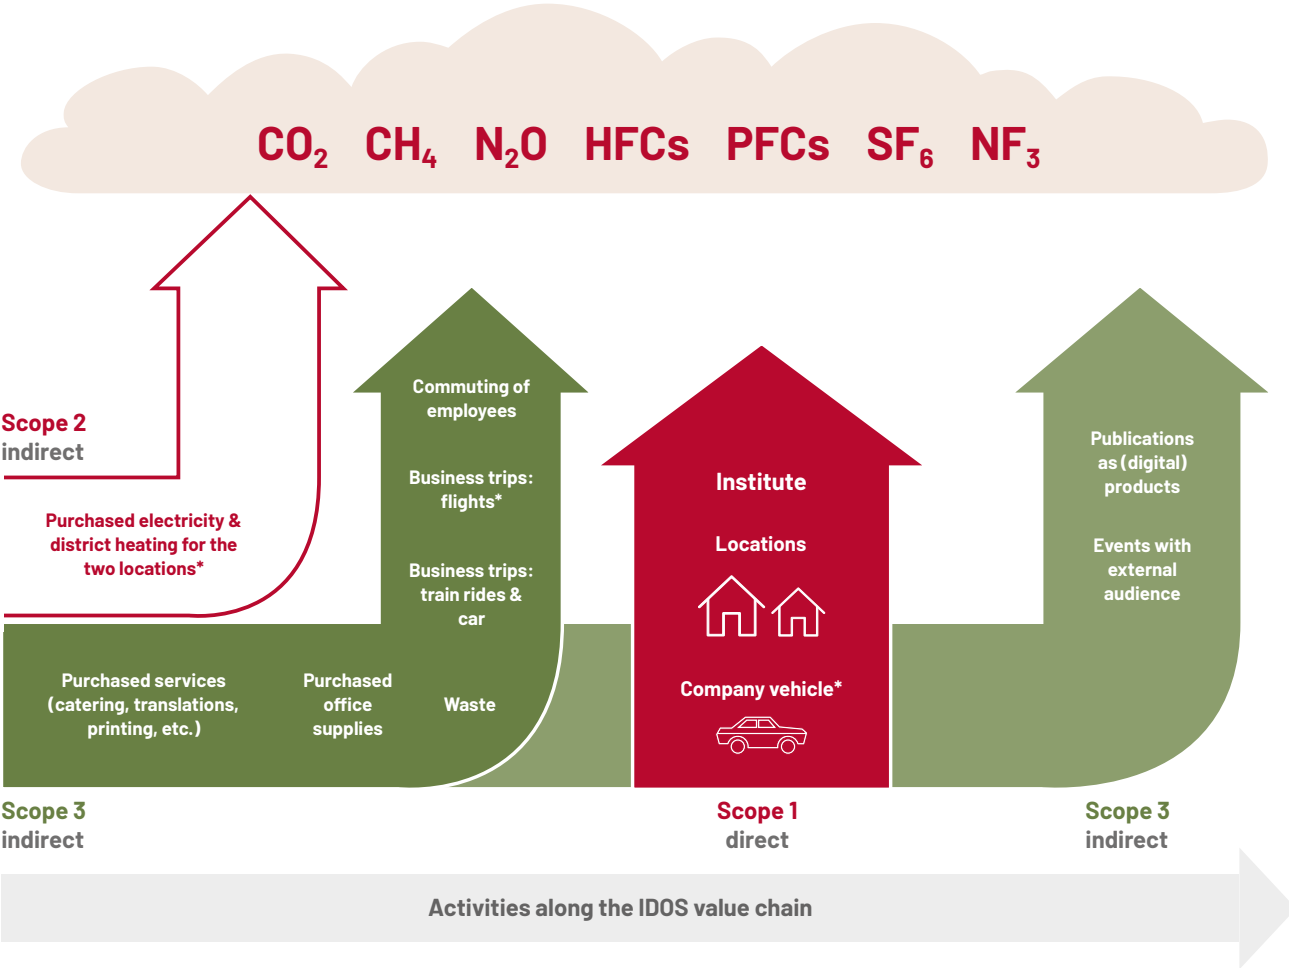 CO₂ CH₄ N₂O HFCs PFCs SF₆ NF₃
Scope 2
indirect
Purchased electricity &
district heating for the
two locations*
Commuting of
employees
Business trips:
flights*
Business trips:
train rides &
car
Purchased services
(catering, translations,
printing, etc.)
Purchased
office
supplies
Waste
Scope 3
indirect
Institute
Locations
Company vehicle*
Scope 1
direct
Publications
as (digital)
products
Events with
external
audience
Scope 3
indirect
Activities along the IDOS value chain